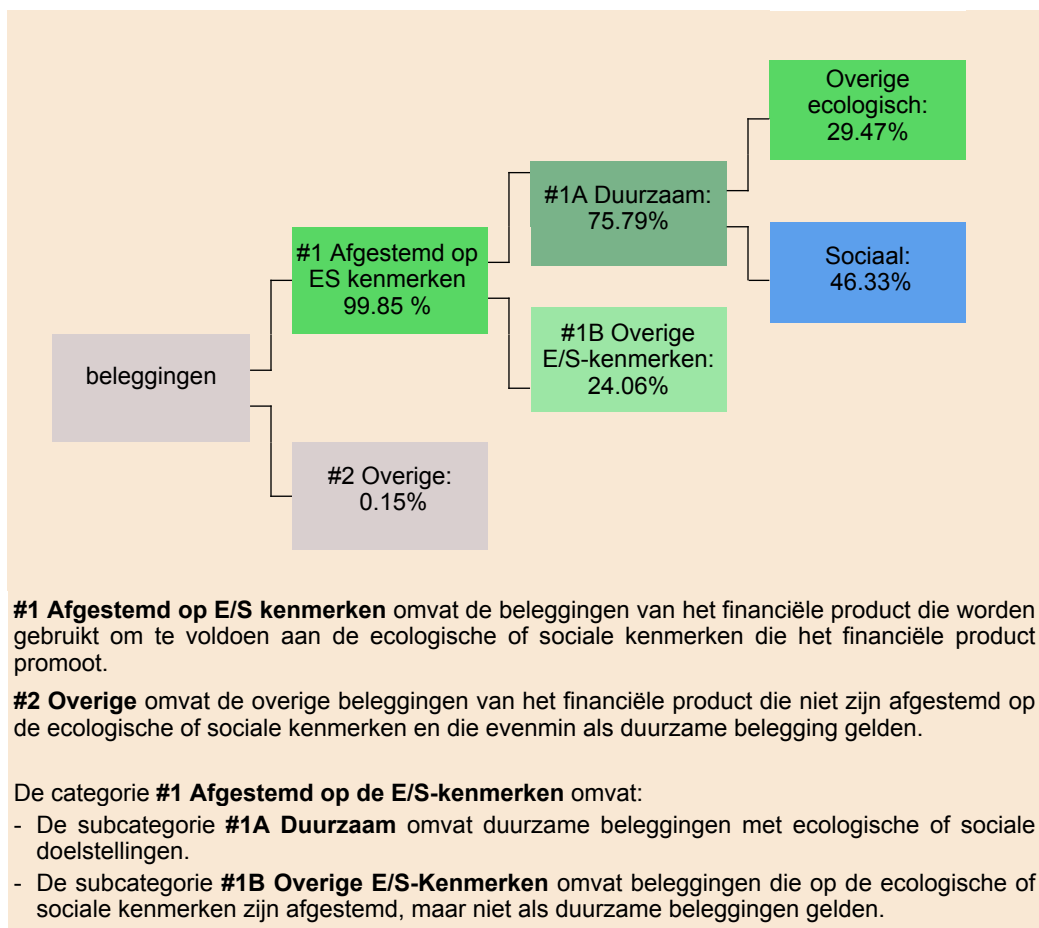 Overige
ecologisch:
29.47%
#1A Duurzaam:
75.79%
#1 Afgestemd op
ES kenmerken
99.85 %
Sociaal:
46.33%
#1B Overige
E/S-kenmerken:
24.06%
beleggingen
#2 Overige:
0.15%
#1 Afgestemd op E/S kenmerken omvat de beleggingen van het financiële product die worden
gebruikt om te voldoen aan de ecologische of sociale kenmerken die het financiële product
promoot.
#2 Overige omvat de overige beleggingen van het financiële product die niet zijn afgestemd op
de ecologische of sociale kenmerken en die evenmin als duurzame belegging gelden.
De categorie #1 Afgestemd op de E/S-kenmerken omvat:
- De subcategorie #1A Duurzaam omvat duurzame beleggingen met ecologische of sociale
doelstellingen.
- De subcategorie #1B Overige E/S-Kenmerken omvat beleggingen die op de ecologische of
sociale kenmerken zijn afgestemd, maar niet als duurzame beleggingen gelden.